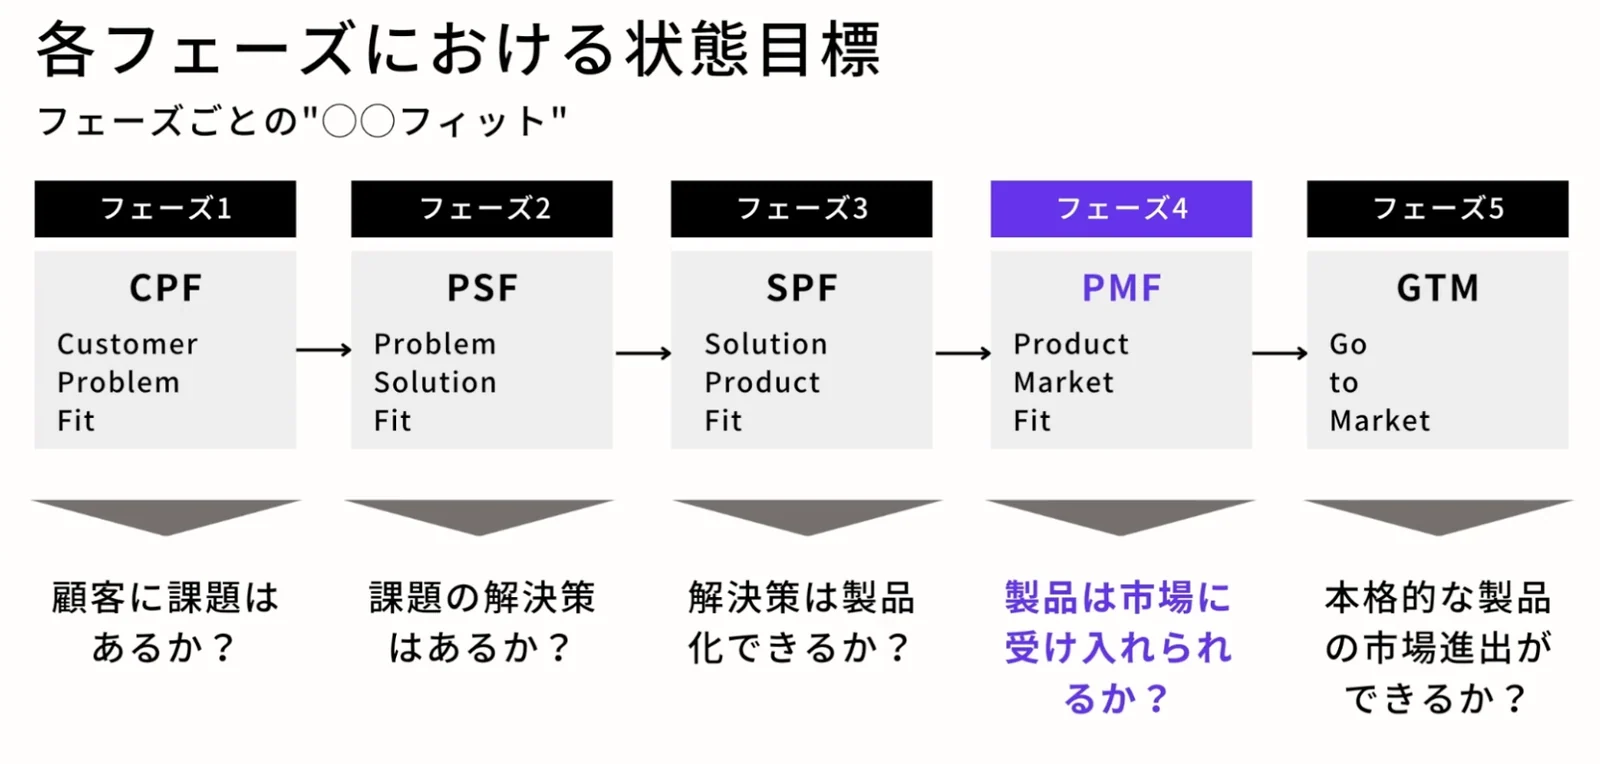 各フェーズにおける状態目標
フェーズごとの"◯◯フィット"
フェーズ1
CPF
Customer
Problem
Fit
顧客に課題は
あるか？
フェーズ2
PSF
Problem
Solution
Fit
課題の解決策
はあるか？
フェーズ3
SPF
Solution
Product
Fit
解決策は製品
化できるか？
フェーズ4
PMF
Product
Market
Fit
製品は市場に
受け入れられ
るか？
フェーズ5
GTM
Go
to
Market
本格的な製品
の市場進出が
できるか？